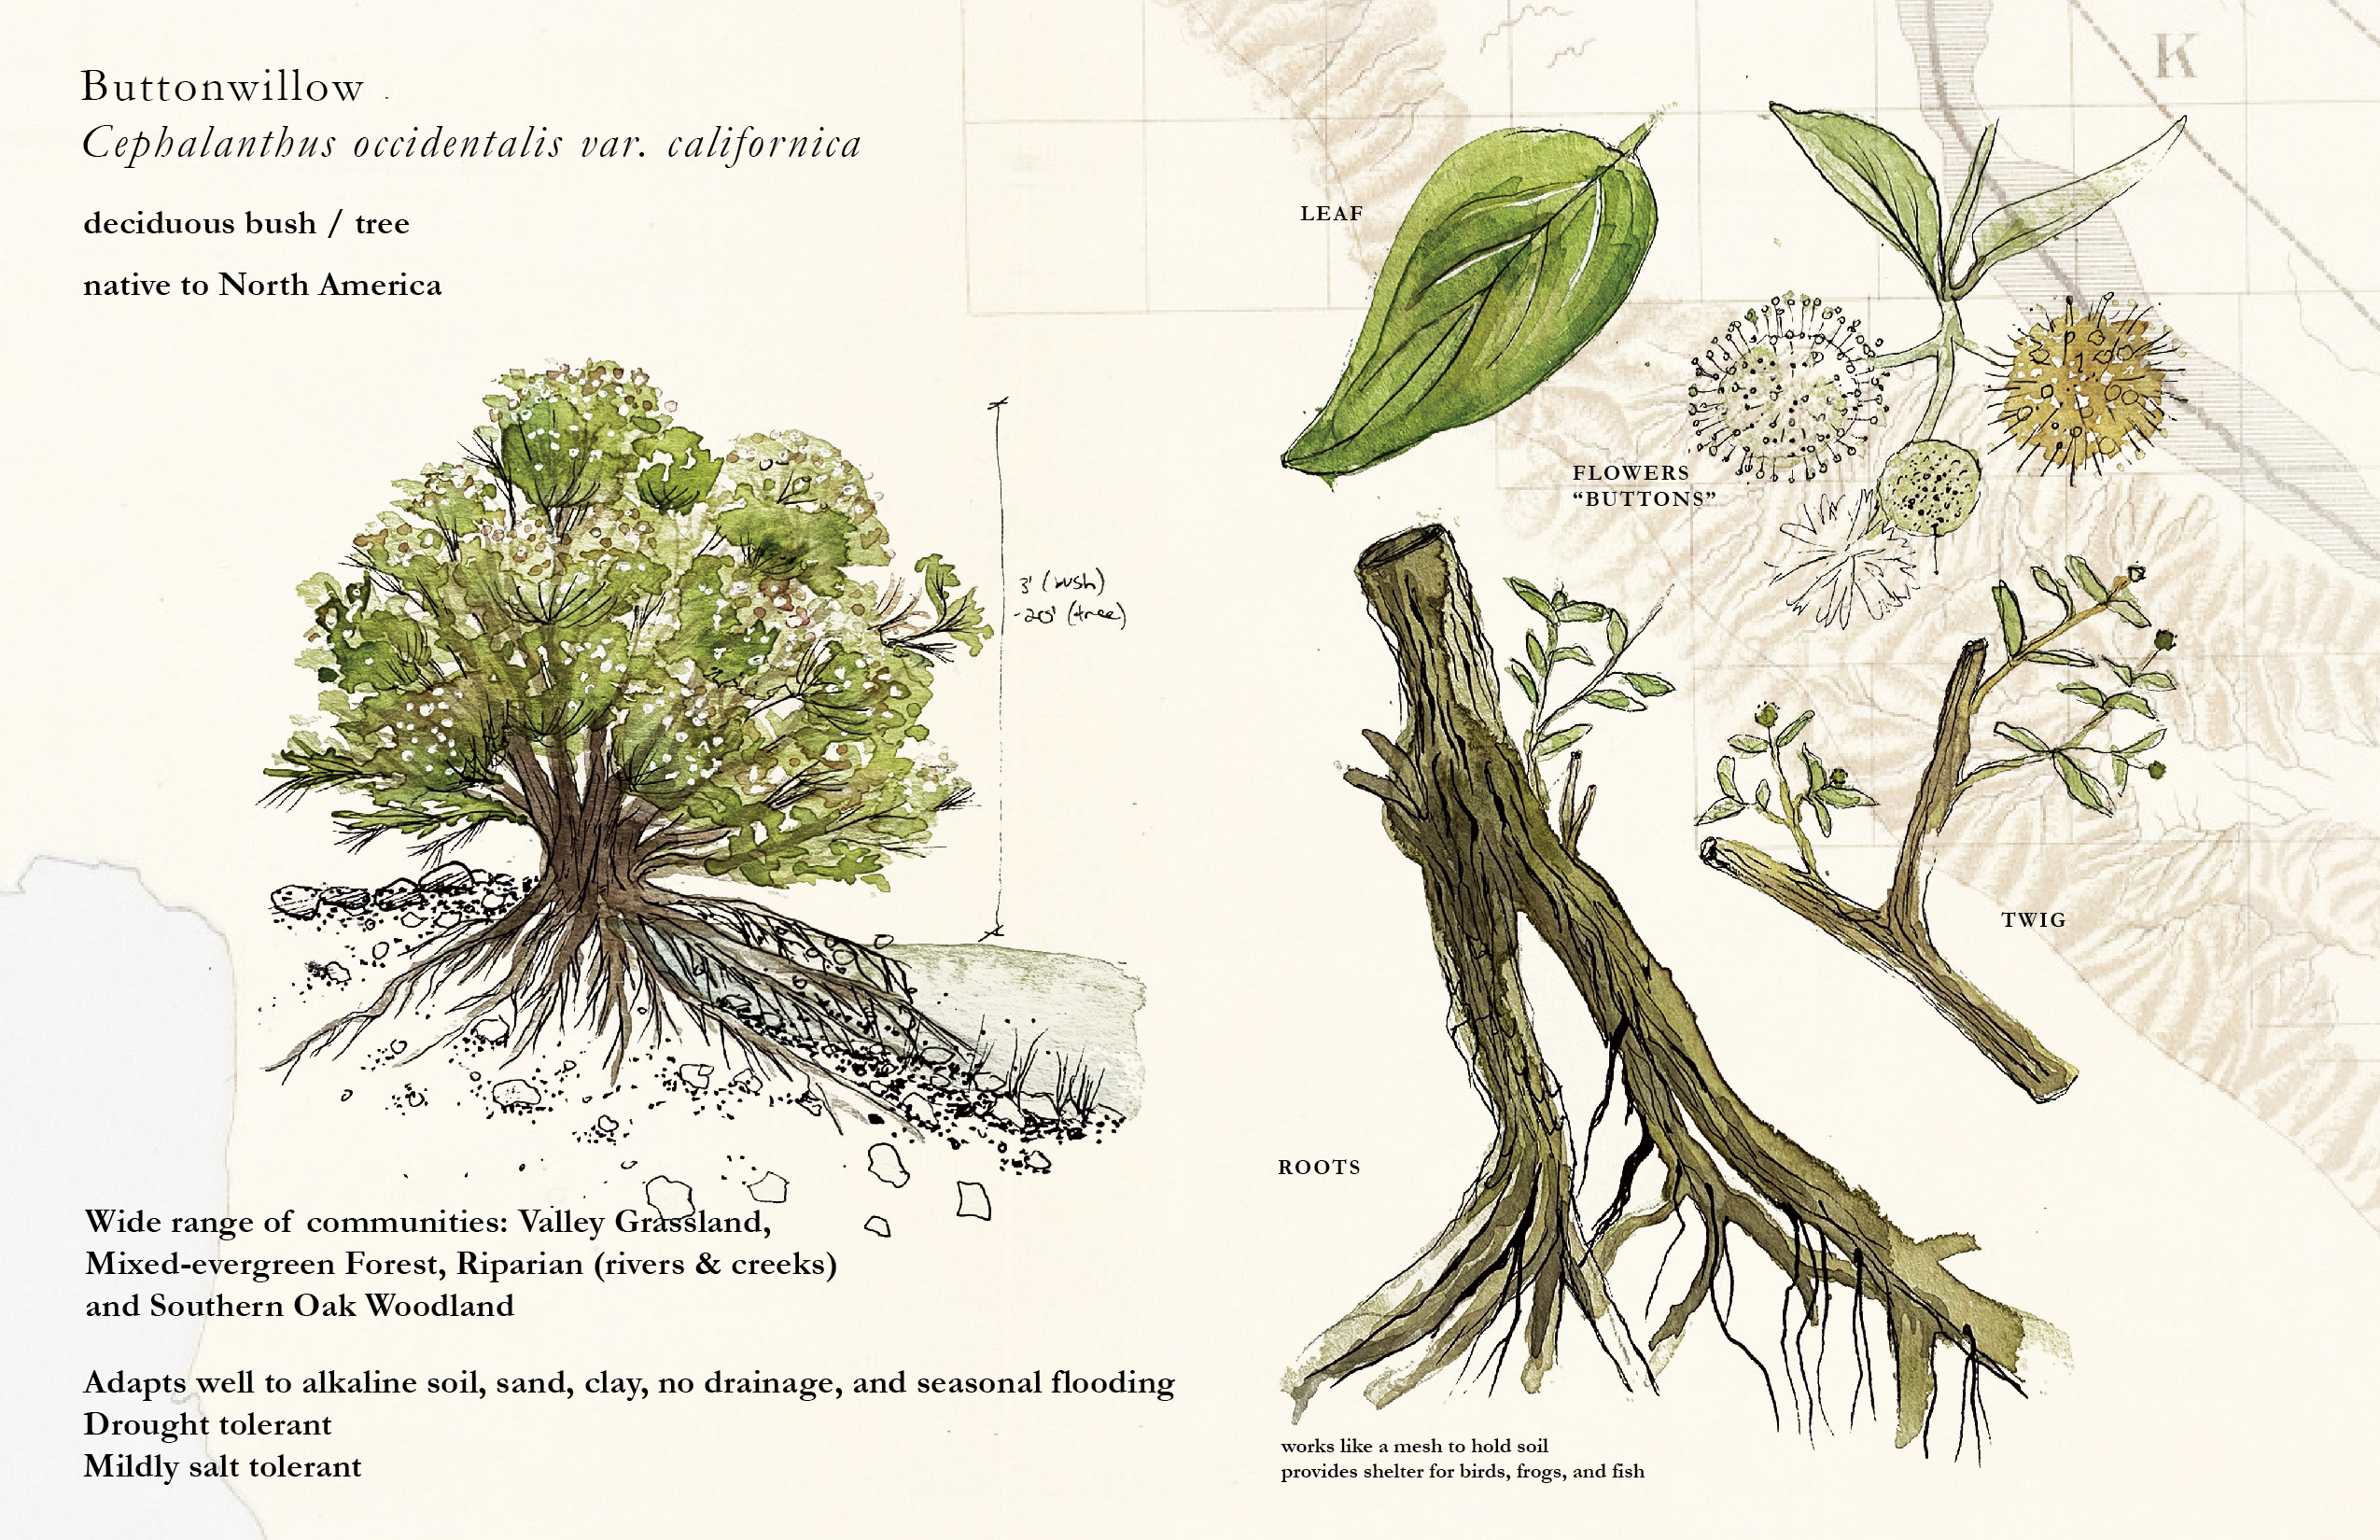 Buttonwillow
Cephalanthus occidentalis var. californica
deciduous bush / tree
native to North America
3' (bush)
-20' (tree)
Wide range of communities: Valley Grassland,
Mixed-evergreen Forest, Riparian (rivers & creeks)
and Southern Oak Woodland
Adapts well to alkaline soil, sand, clay, no drainage, and seasonal flooding
Drought tolerant
Mildly salt tolerant
K
LEAF
FLOWERS
“BUTTONS”
TWIG
ROOTS
works like a mesh to hold soil
provides shelter for birds, frogs, and fish